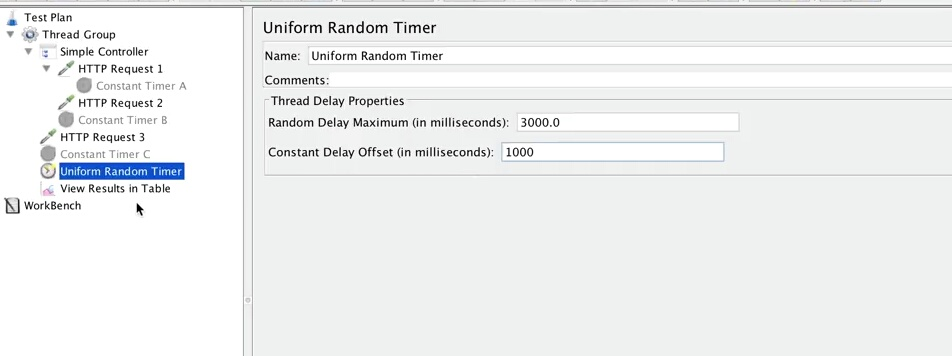 Test Plan
Thread Group
Simple Controller
HTTP Request 1
Constant Timer A
HTTP Request 2
Constant Timer B
HTTP Request 3
Constant Timer C
Uniform Random Timer
View Results in Table
WorkBench
Uniform Random Timer
Name: Uniform Random Timer
Comments:
Thread Delay Properties
Random Delay Maximum (in milliseconds): 3000.0
Constant Delay Offset (in milliseconds): 1000